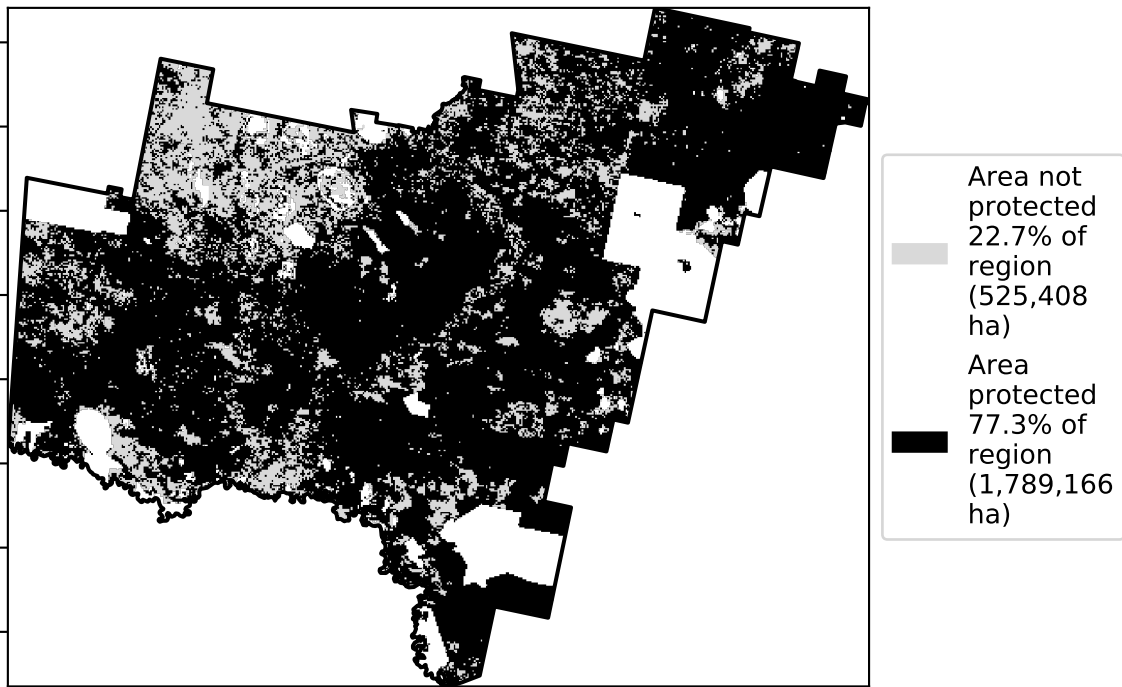 Area not
protected
22.7% of
region
(525,408
ha)
Area
protected
77.3% of
region
(1,789,166
ha)